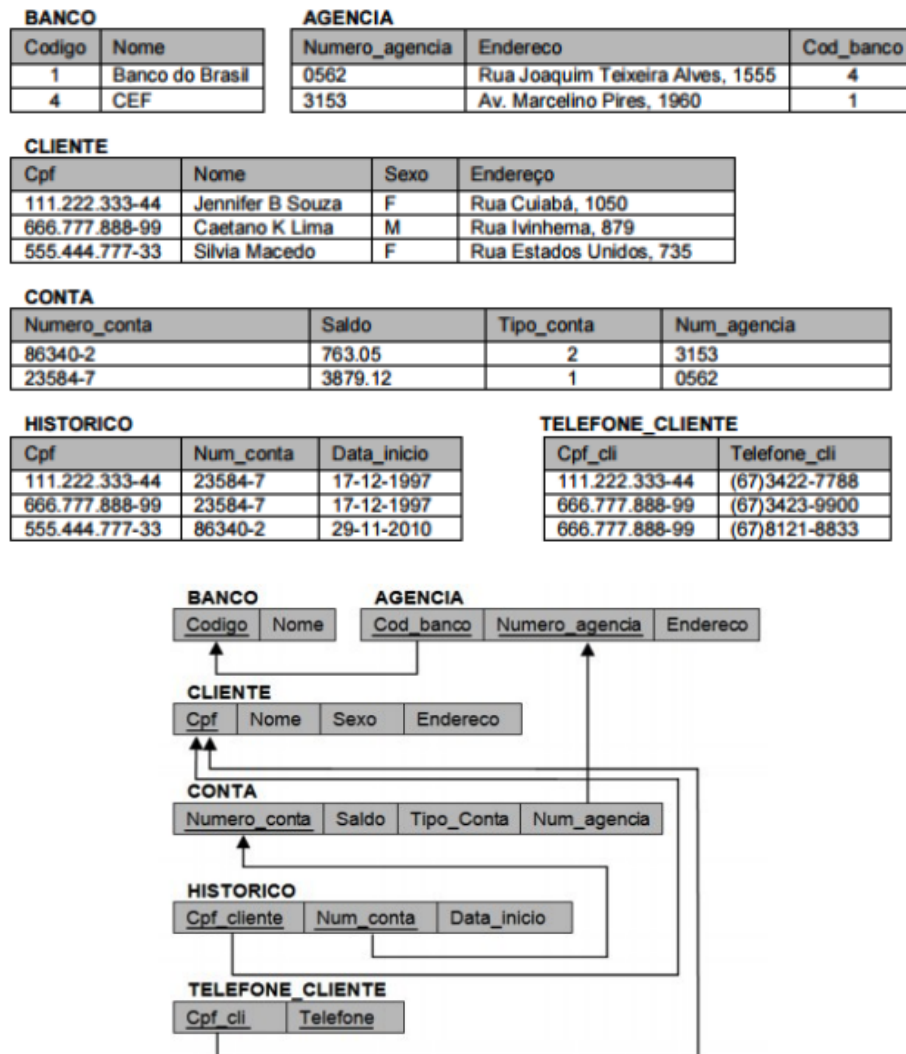 BANCO AGENCIA
Codigo Nome Numero_agencia Endereco Cod_banco
1 Banco do Brasil 0562 Rua Joaquim Teixeira Alves, 1555 4
4 CEF 3153 Av. Marcelino Pires, 1960 1
CLIENTE
Cpf Nome Sexo Endereço
111.222.333-44 Jennifer B Souza F Rua Cuiabá, 1050
666.777.888-99 Caetano K Lima M Rua Ivinhema, 879
555.444.777-33 Silvia Macedo F Rua Estados Unidos, 735
CONTA
Numero_conta Saldo Tipo_conta Num_agencia
86340-2 763.05 2 3153
23584-7 3879.12 1 0562
HISTORICO TELEFONE_CLIENTE
Cpf Num_conta Data_inicio Cpf_cli Telefone_cli
111.222.333-44 23584-7 17-12-1997 111.222.333-44 (67)3422-7788
666.777.888-99 23584-7 17-12-1997 666.777.888-99 (67)3423-9900
555.444.777-33 86340-2 29-11-2010 666.777.888-99 (67)8121-8833
BANCO AGENCIA
Codigo Nome Cod_banco Numero_agencia Endereco
CLIENTE
Cpf Nome Sexo Endereco
CONTA
Numero_conta Saldo Tipo_Conta Num_agencia
HISTORICO
Cpf_cliente Num_conta Data_inicio
TELEFONE_CLIENTE
Cpf_cli Telefone